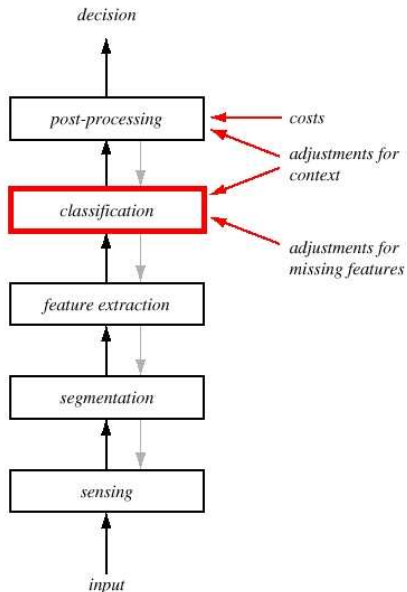 decision
post-processing
costs
adjustments for
context
classification
adjustments for
missing features
feature extraction
segmentation
sensing
input